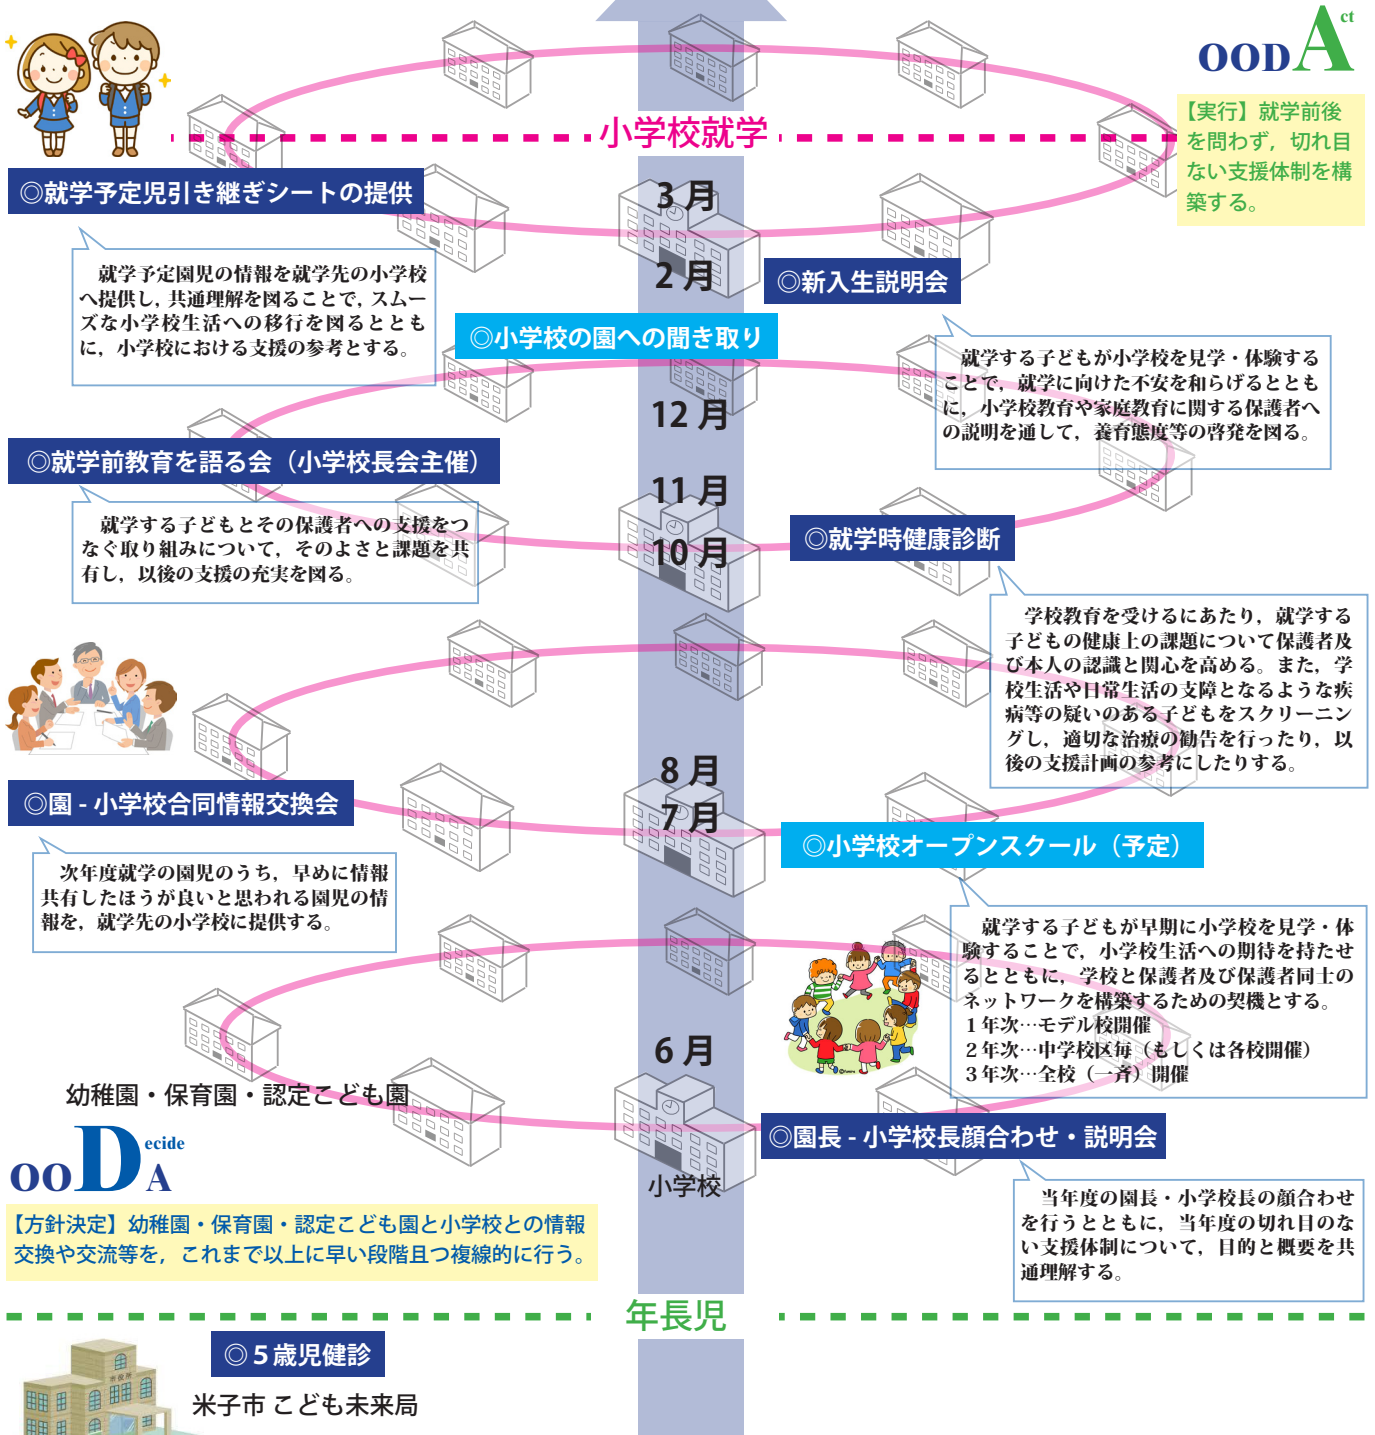 OODAct
【実行】就学前後
を問わず，切れ目
ない支援体制を構
築する。
小学校就学
◎就学予定児引き継ぎシートの提供
3月
就学予定園児の情報を就学先の小学校
へ提供し，共通理解を図ることで，スムー
ズな小学校生活への移行を図るととも
に，小学校における支援の参考とする。
2月
◎新入生説明会
就学する子どもが小学校を見学・体験する
ことで，就学に向けた不安を和らげるととも
に，小学校教育や家庭教育に関する保護者へ
の説明を通して，養育態度等の啓発を図る。
◎小学校の園への聞き取り
12月
◎就学前教育を語る会（小学校長会主催）
就学する子どもとその保護者への支援をつ
なぐ取り組みについて，そのよさと課題を共
有し，以後の支援の充実を図る。
11月
10月
◎就学時健康診断
学校教育を受けるにあたり，就学する
子どもの健康上の課題について保護者及
び本人の認識と関心を高める。また，学
校生活や日常生活の支障となるような疾
病等の疑いのある子どもをスクリーニン
グし，適切な治療の勧告を行ったり，以
後の支援計画の参考にしたりする。
8月
7月
◎園-小学校合同情報交換会
次年度就学の園児のうち，早めに情報
共有したほうが良いと思われる園児の情
報を，就学先の小学校に提供する。
◎小学校オープンスクール（予定）
就学する子どもが早期に小学校を見学・体
験することで，小学校生活への期待を持たせ
るとともに，学校と保護者及び保護者同士の
ネットワークを構築するための契機とする。
1年次…モデル校開催
2年次…中学校区毎（もしくは各校開催）
3年次…全校（一斉）開催
6月
幼稚園・保育園・認定こども園
小学校
◎園長-小学校長顔合わせ・説明会
当年度の園長・小学校長の顔合わせ
を行うとともに，当年度の切れ目のな
い支援体制について，目的と概要を共
通理解する。
OODecideA
【方針決定】幼稚園・保育園・認定こども園と小学校との情報
交換や交流等を，これまで以上に早い段階且つ複線的に行う。
年長児
◎5歳児健診
米子市 こども未来局